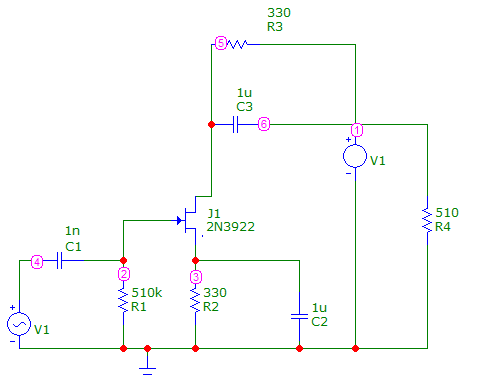 330
R3
5
1u
C3
6
1
+
V1
-
J1
2N3922
1n
C1
4
2
3
510
R4
510k
R1
330
R2
1u
C2
+
V1
-